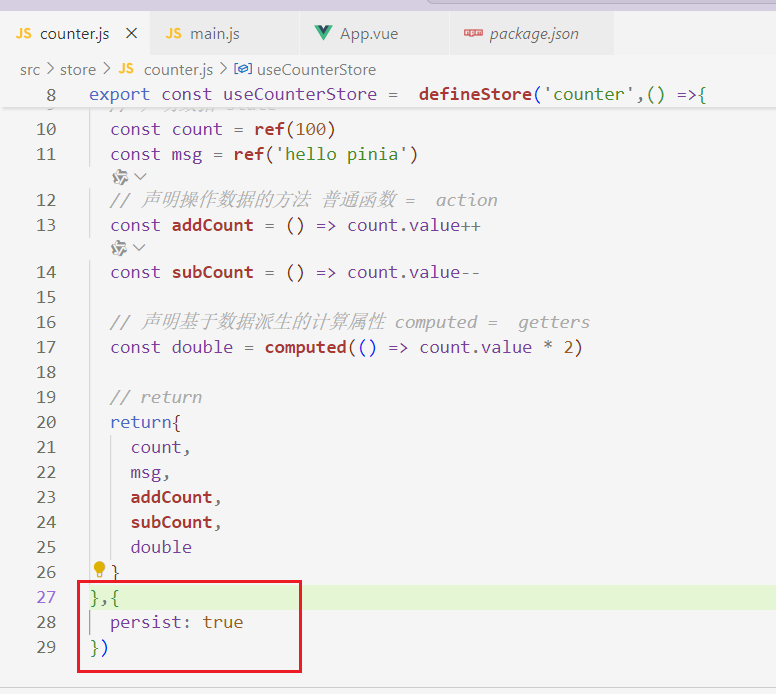 JS counter.js ×
JS main.js
App.vue
npm package.json
src > store > JS counter.js > useCounterStore
8 export const useCounterStore = defineStore('counter',() =>{
10 const count = ref(100)
11 const msg = ref('hello pinia')
12 // 声明操作数据的方法 普通函数 = action
13 const addCount = () => count.value++
14 const subCount = () => count.value--
15
16 // 声明基于数据派生的计算属性 computed = getters
17 const double = computed(() => count.value * 2)
18
19 // return
20 return{
21 count,
22 msg,
23 addCount,
24 subCount,
25 double
26 }
27 },{
28 persist: true
29 })